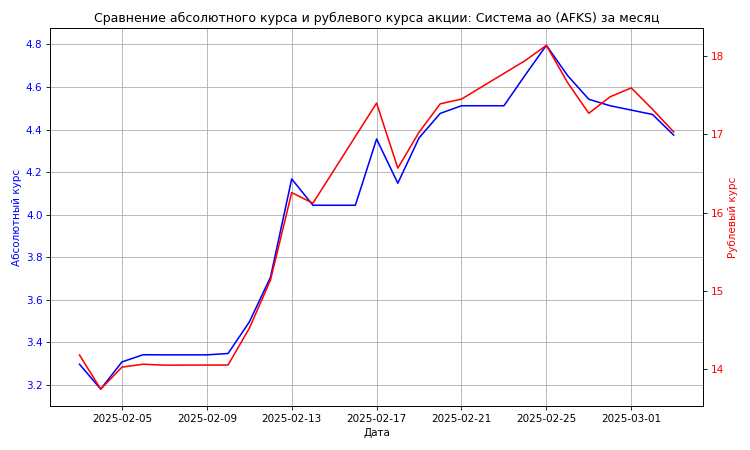 Сравнение абсолютного курса и рублевого курса акции: Система ао (AFKS) за месяц
4.8
4.6
4.4
4.2
4.0
3.8
3.6
3.4
3.2
Абсолютный курс
18
17
16
15
14
Рублевый курс
2025-02-05 2025-02-09 2025-02-13 2025-02-17 2025-02-21 2025-02-25 2025-03-01
Дата